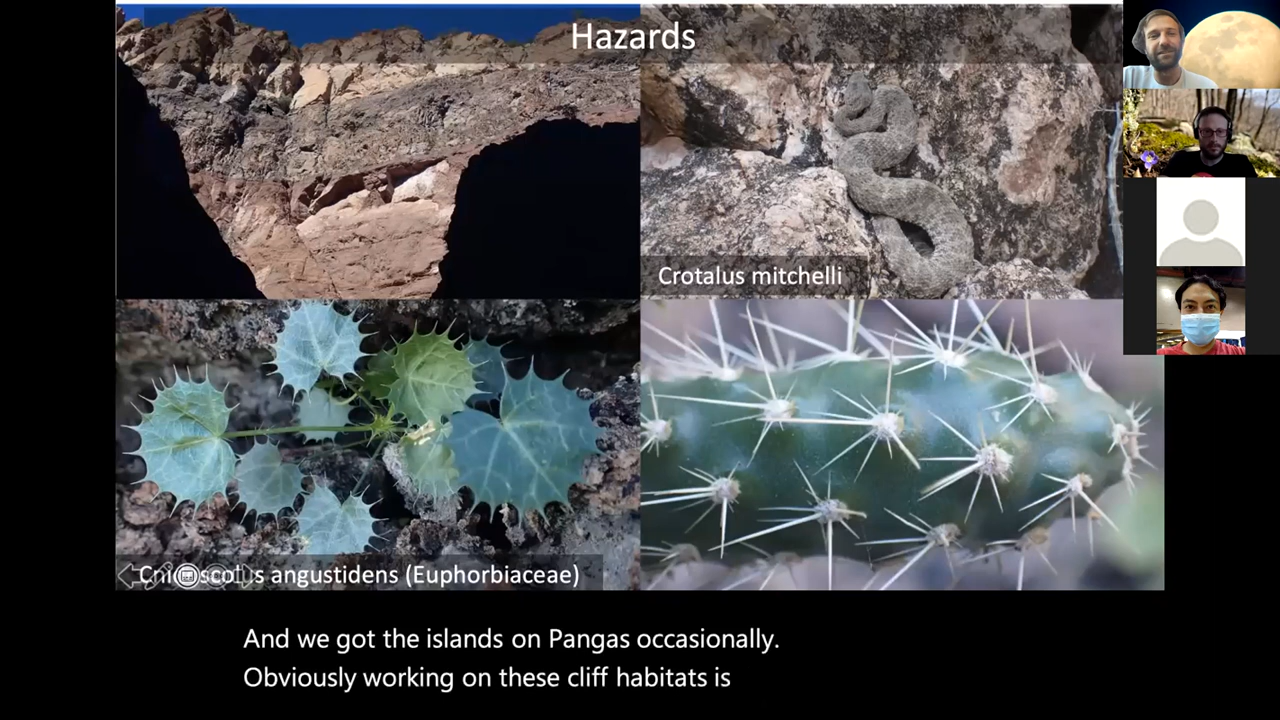 Hazards
Crotalus mitchelli
angustidens (Euphorbiaceae)
And we got the islands on Pangas occasionally.
Obviously working on these cliff habitats is